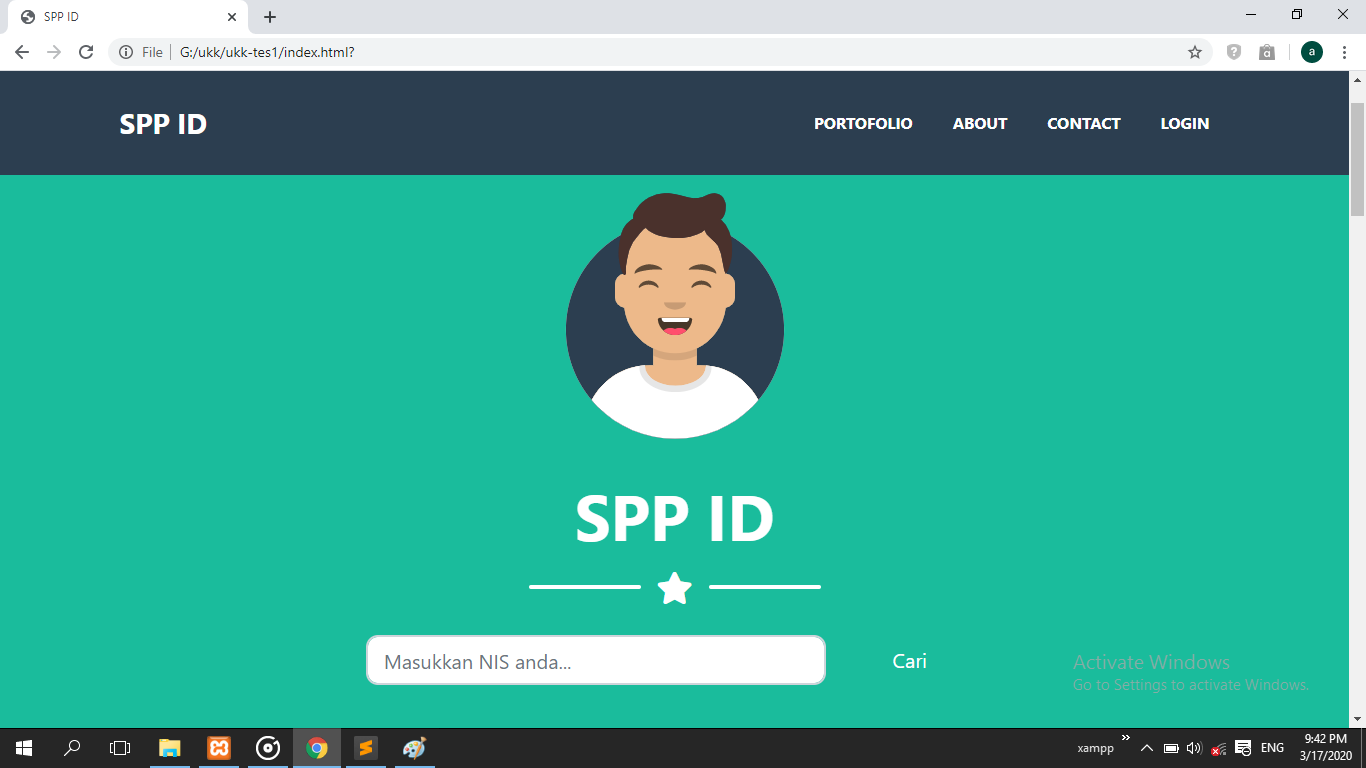 SPP ID
File G:/ukk/ukk-tes1/index.html?
a
SPP ID PORTOFOLIO ABOUT CONTACT LOGIN
SPP ID
Masukkan NIS anda... Cari
Activate Windows
Go to Settings to activate Windows.
xampp ENG 9:42 PM
3/17/2020